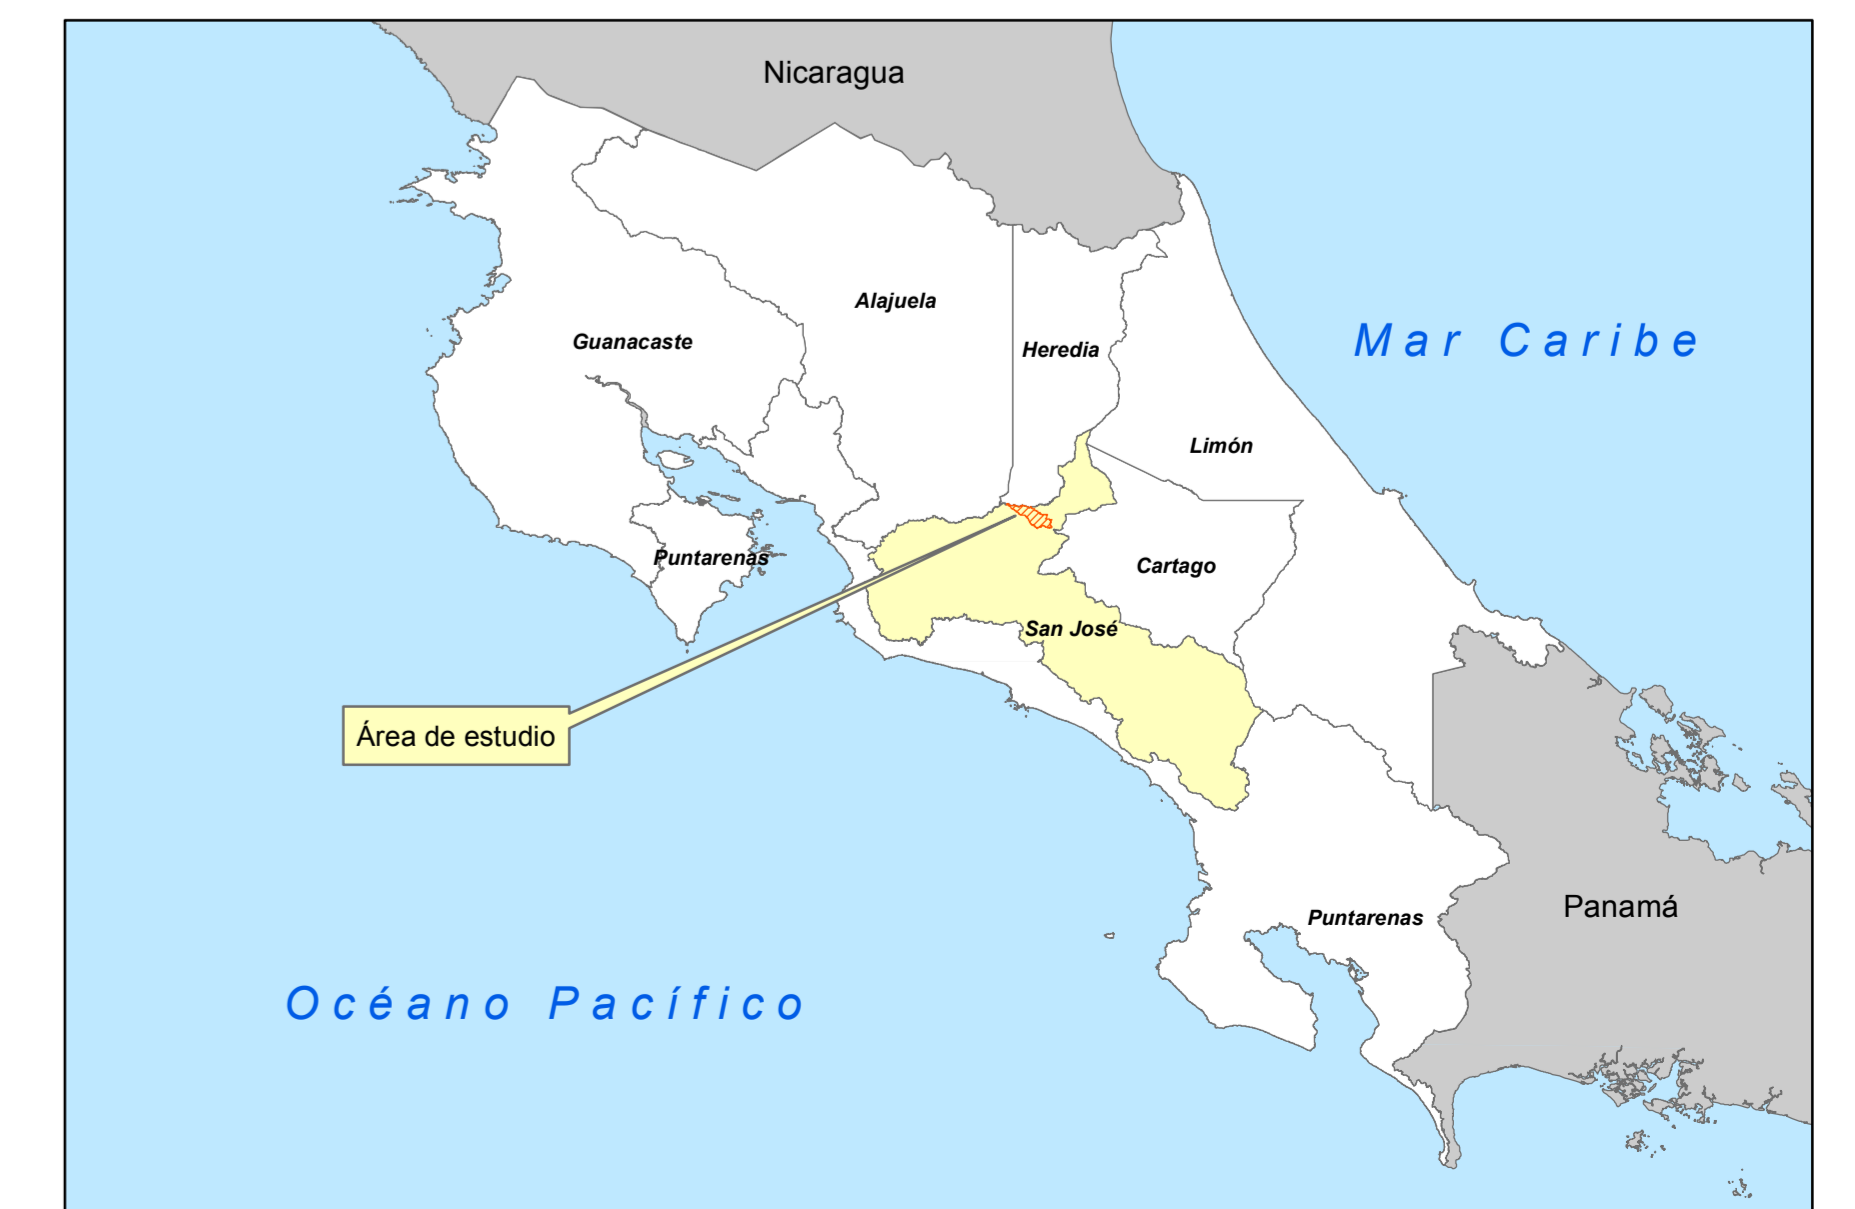 Nicaragua
Alajuela
Mar Caribe
Guanacaste
Heredia
Limón
Puntarenas
Cartago
San José
Área de estudio
Panamá
Puntarenas
Océano Pacífico